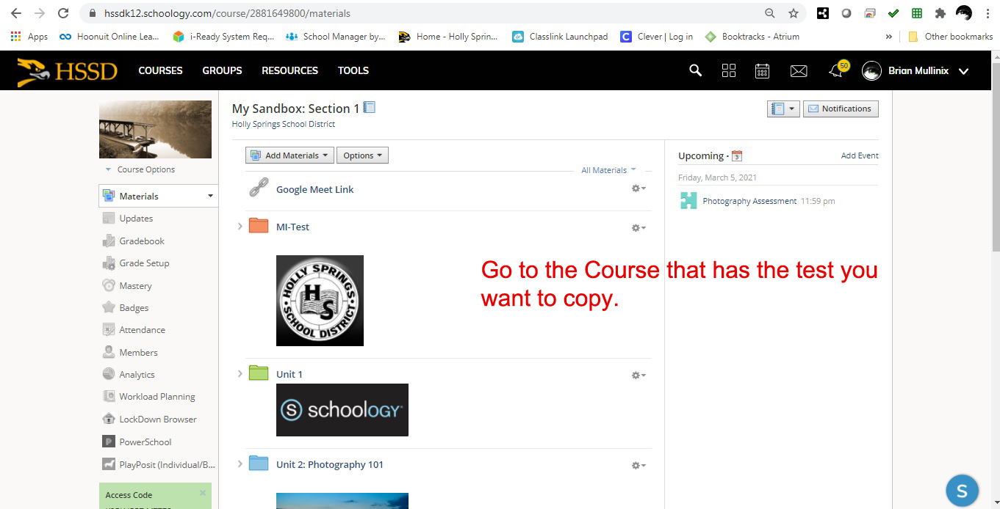 hssdk12.schoology.com/course/2881649800/materials
Apps
Hoonuit Online Lea...
i-Ready System Req...
School Manager by...
Home - Holly Sprin...
Classlink Launchpad
C
Clever | Log in
Booktracks - Atrium
»
Other bookmarks
HSSD
COURSES
GROUPS
RESOURCES
TOOLS
50
Brian Mullinix
My Sandbox: Section 1
Holly Springs School District
Notifications
Course Options
Materials
Updates
Gradebook
Grade Setup
Mastery
Badges
Attendance
Members
Analytics
Workload Planning
LockDown Browser
P PowerSchool
PlayPosit (Individual/B...
Access Code
Add Materials
Options
All Materials
Google Meet Link
MI-Test
HOLLY SPRINGS
HS
SCHOOL DISTRICT
Unit 1
S schoology
Unit 2: Photography 101
Upcoming ·
3
Add Event
Friday, March 5, 2021
Photography Assessment 11:59 pm
Go to the Course that has the test you
want to copy.
S